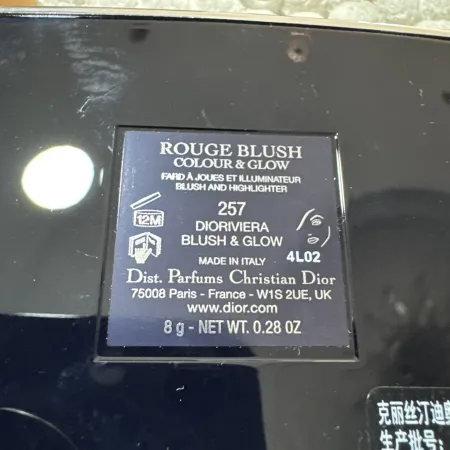 ROUGE BLUSH
COLOUR & GLOW
FARD À JOUES ET ILLUMINATEUR
BLUSH AND HIGHLIGHTER
257
12M
DIORIVIERA
BLUSH & GLOW
4L02
MADE IN ITALY
Dist. Parfums Christian Dior
75008 Paris - France - W1S 2UE, UK
www.dior.com
8 g - NET WT. 0.28 OZ
克丽丝汀迪奥
生产批号: